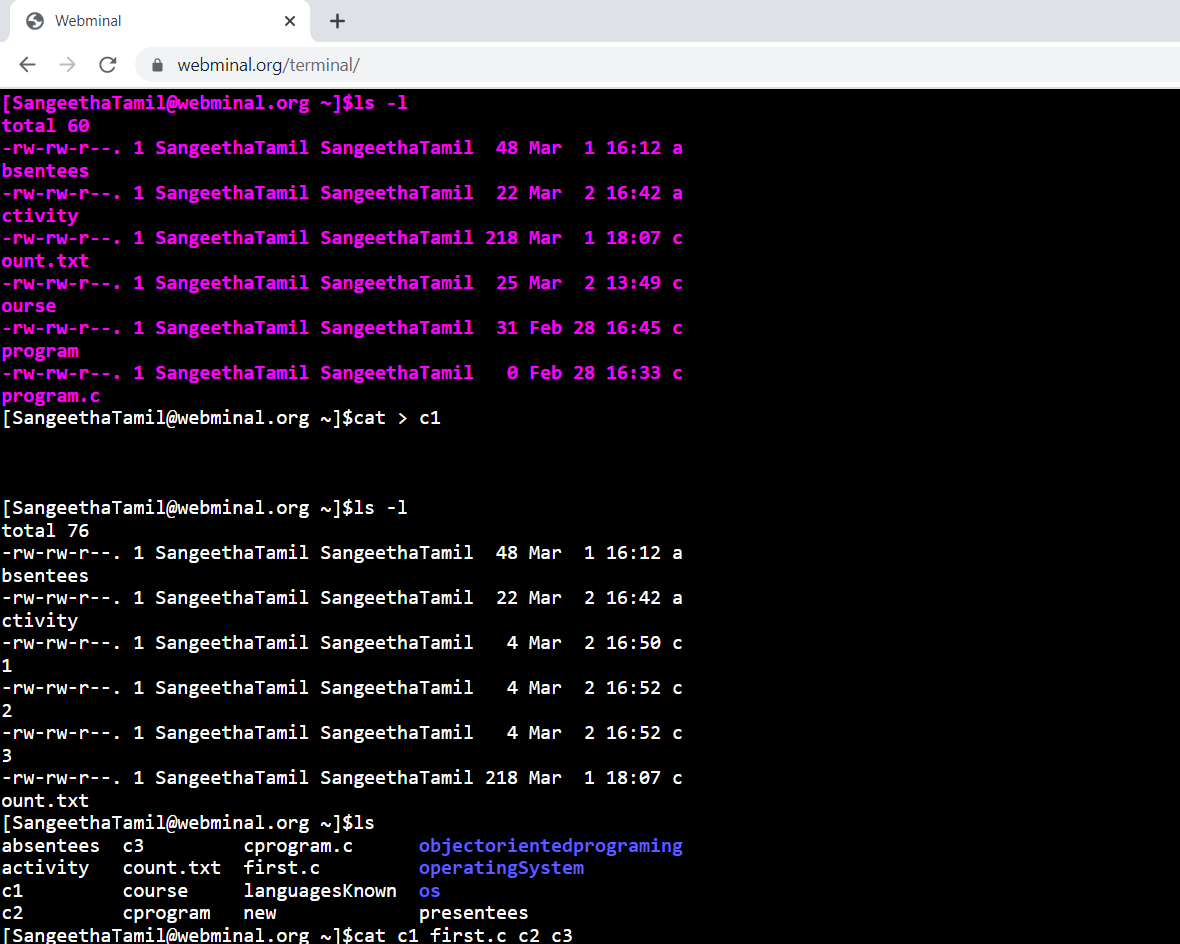 Webminal
webminal.org/terminal/
[SangeethaTamil@webminal.org ~]$ls -l
total 60
-rw-rw-r--. 1 SangeethaTamil SangeethaTamil  48 Mar  1 16:12 a
bsentees
-rw-rw-r--. 1 SangeethaTamil SangeethaTamil  22 Mar  2 16:42 a
ctivity
-rw-rw-r--. 1 SangeethaTamil SangeethaTamil 218 Mar  1 18:07 c
ount.txt
-rw-rw-r--. 1 SangeethaTamil SangeethaTamil  25 Mar  2 13:49 c
ourse
-rw-rw-r--. 1 SangeethaTamil SangeethaTamil  31 Feb 28 16:45 c
program
-rw-rw-r--. 1 SangeethaTamil SangeethaTamil   0 Feb 28 16:33 c
program.c
[SangeethaTamil@webminal.org ~]$cat > c1
[SangeethaTamil@webminal.org ~]$ls -l
total 76
-rw-rw-r--. 1 SangeethaTamil SangeethaTamil  48 Mar  1 16:12 a
bsentees
-rw-rw-r--. 1 SangeethaTamil SangeethaTamil  22 Mar  2 16:42 a
ctivity
-rw-rw-r--. 1 SangeethaTamil SangeethaTamil   4 Mar  2 16:50 c
1
-rw-rw-r--. 1 SangeethaTamil SangeethaTamil   4 Mar  2 16:52 c
2
-rw-rw-r--. 1 SangeethaTamil SangeethaTamil   4 Mar  2 16:52 c
3
-rw-rw-r--. 1 SangeethaTamil SangeethaTamil 218 Mar  1 18:07 c
ount.txt
[SangeethaTamil@webminal.org ~]$ls
absentees  c3         cprogram.c      objectorientedprograming
activity   count.txt  first.c         operatingSystem
c1         course     languagesKnown  os
c2         cprogram   new             presentees
[SangeethaTamil@webminal.org ~]$cat c1 first.c c2 c3